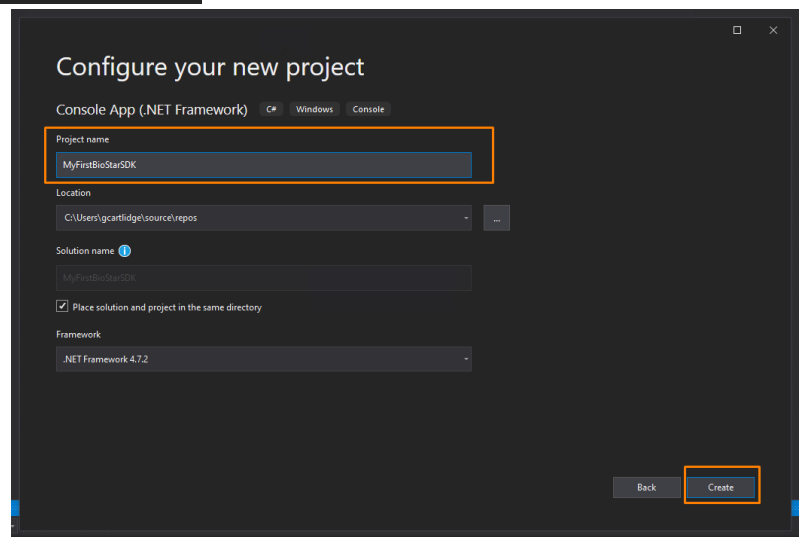 Configure your new project
Console App (.NET Framework) C# Windows Console
Project name
MyFirstBioStarSDK
Location
C:\Users\gcartlidge\source\repos
...
Solution name
MyFirstBioStarSDK
Place solution and project in the same directory
Framework
.NET Framework 4.7.2
Back Create